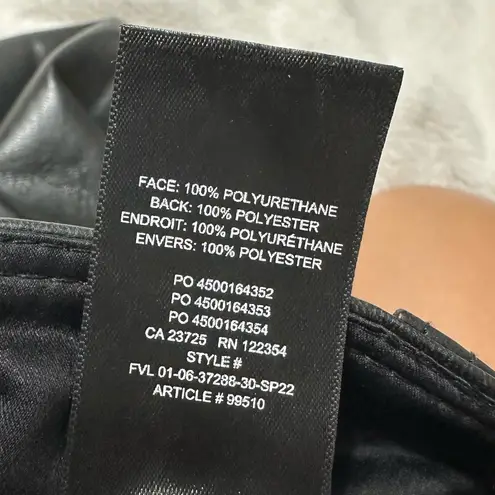 FACE: 100% POLYURETHANE
BACK: 100% POLYESTER
ENDROIT: 100% POLYURÉTHANE
ENVERS: 100% POLYESTER
PO 4500164352
PO 4500164353
PO 4500164354
CA 23725 RN 122354
STYLE #
FVL 01-06-37288-30-SP22
ARTICLE # 99510